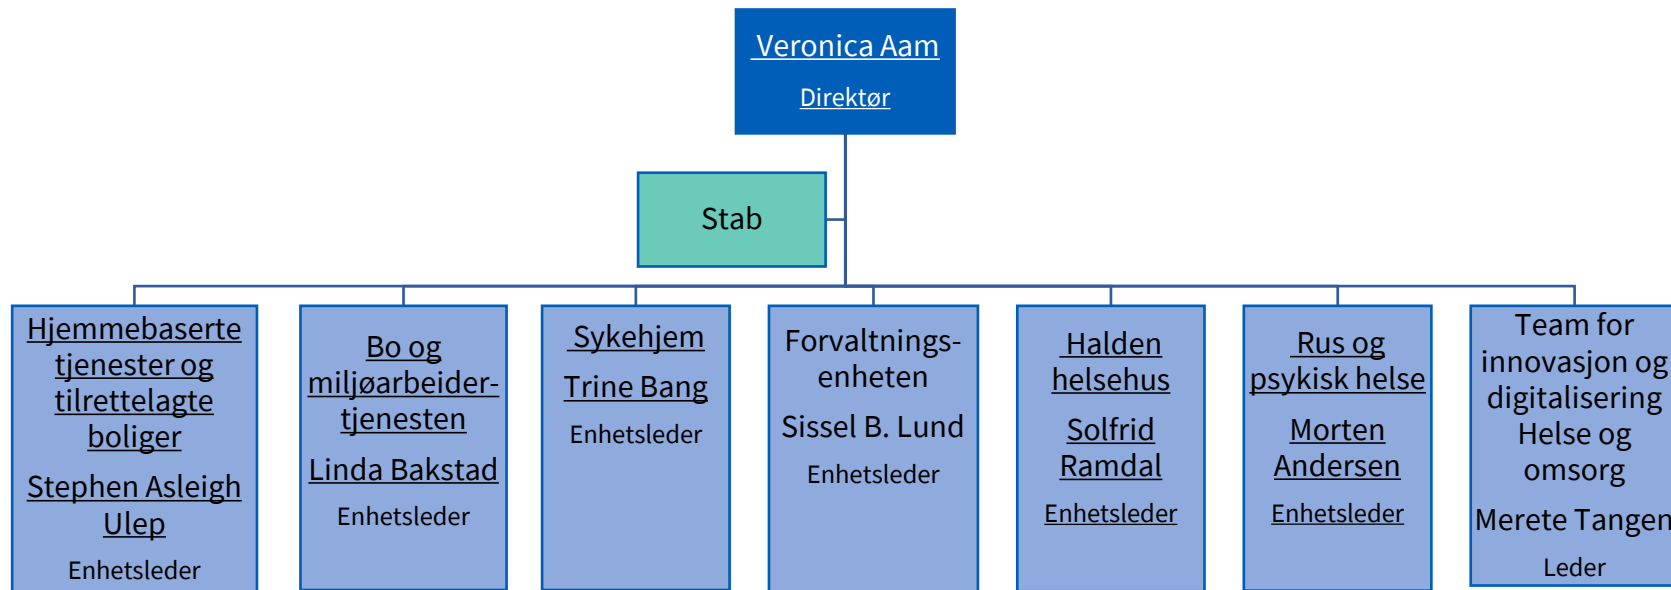 Veronica Aam
Direktør
Stab
Hjemmebaserte
tjenester og
tilrettelagte
boliger
Stephen Asleigh
Ulep
Enhetsleder
Bo og
miljøarbeider-
tjenesten
Linda Bakstad
Enhetsleder
Sykehjem
Trine Bang
Enhetsleder
Forvaltnings-
enheten
Sissel B. Lund
Enhetsleder
Halden
helsehus
Solfrid
Ramdal
Enhetsleder
Rus og
psykisk helse
Morten
Andersen
Enhetsleder
Team for
innovasjon og
digitalisering
Helse og
omsorg
Merete Tangen
Leder